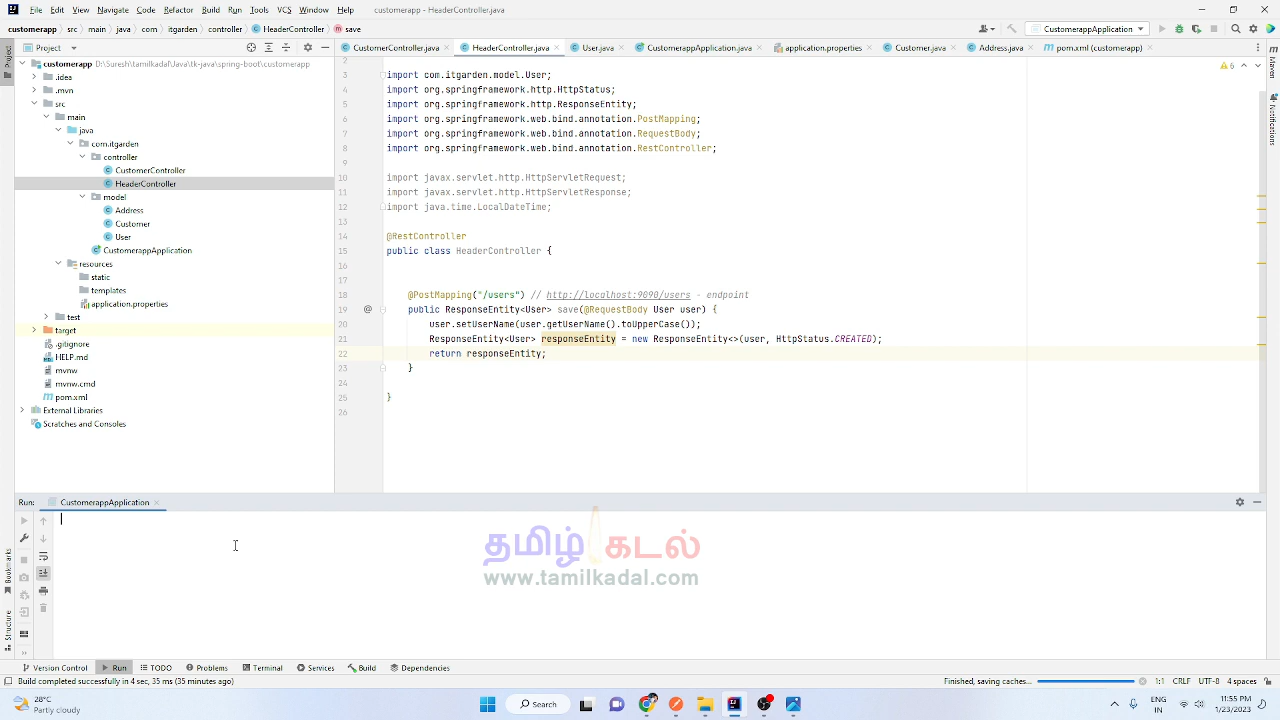 File Edit View Navigate Code Refactor Build Run Tools VCS Window Help customerapp - HeaderController.java
customerapp src main java com itgarden HeaderController save
CustomerappApplication
Project
CustomerController.java HeaderController.java User.java CustomerappApplication.java application.properties Customer.java Address.java pom.xml (customerapp)
customerapp D:\Suresh\tamilkadal\Java\tk-java\spring-boot\customerapp
.idea
.mvn
src
main
java
com.itgarden
controller
CustomerController
HeaderController
model
Address
Customer
User
CustomerappApplication
resources
static
templates
application.properties
test
target
.gitignore
HELP.md
mvnw
mvnw.cmd
pom.xml
External Libraries
Scratches and Consoles
6
2
3 import com.itgarden.model.User;
4 import org.springframework.http.HttpStatus;
5 import org.springframework.http.ResponseEntity;
6 import org.springframework.web.bind.annotation.PostMapping;
7 import org.springframework.web.bind.annotation.RequestBody;
8 import org.springframework.web.bind.annotation.RestController;
9
10 import javax.servlet.http.HttpServletRequest;
11 import javax.servlet.http.HttpServletResponse;
12 import java.time.LocalDateTime;
13
14 @RestController
15 public class HeaderController {
16
17
18 @PostMapping("/users") // http://localhost:9090/users - endpoint
19 @ public ResponseEntity<User> save(@RequestBody User user) {
20 user.setUserName(user.getUserName().toUpperCase());
21 ResponseEntity<User> responseEntity = new ResponseEntity<>(user, HttpStatus.CREATED);
22 return responseEntity;
23 }
24
25 }
26
Project
Bookmarks
Structure
Maven
Notifications
Run: CustomerappApplication
தமிழ் கடல்
www.tamilkadal.com
Version Control Run TODO Problems Terminal Services Build Dependencies
Build completed successfully in 4 sec, 35 ms (35 minutes ago) Finished, saving caches... 1:1 CRLF UTF-8 4 spaces
28°C
Partly cloudy
Search
ENG
IN
11:55 PM
1/23/2023